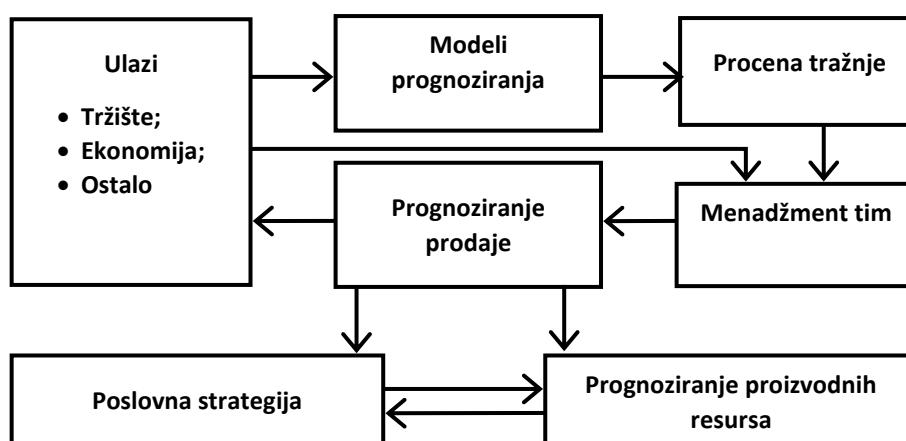 Ulazi
• Tržište;
• Ekonomija;
• Ostalo
Modeli
prognoziranja
Procena tražnje
Prognoziranje
prodaje
Menadžment tim
Poslovna strategija
Prognoziranje proizvodnih
resursa